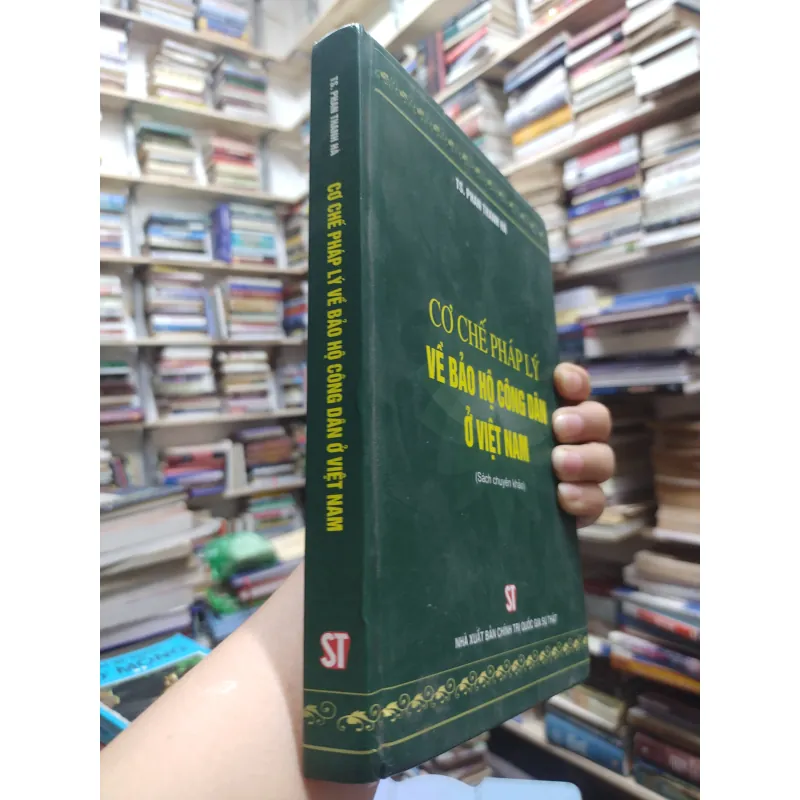 TS. PHAN THANH HÀ
CƠ CHẾ PHÁP LÝ VỀ BẢO HỘ CÔNG DÂN Ở VIỆT NAM
ST
TS. PHAN THANH HÀ
CƠ CHẾ PHÁP LÝ
VỀ BẢO HỘ CÔNG DÂN
Ở VIỆT NAM
(Sách chuyên khảo)
ST
NHÀ XUẤT BẢN CHÍNH TRỊ QUỐC GIA SỰ THẬT
MONG